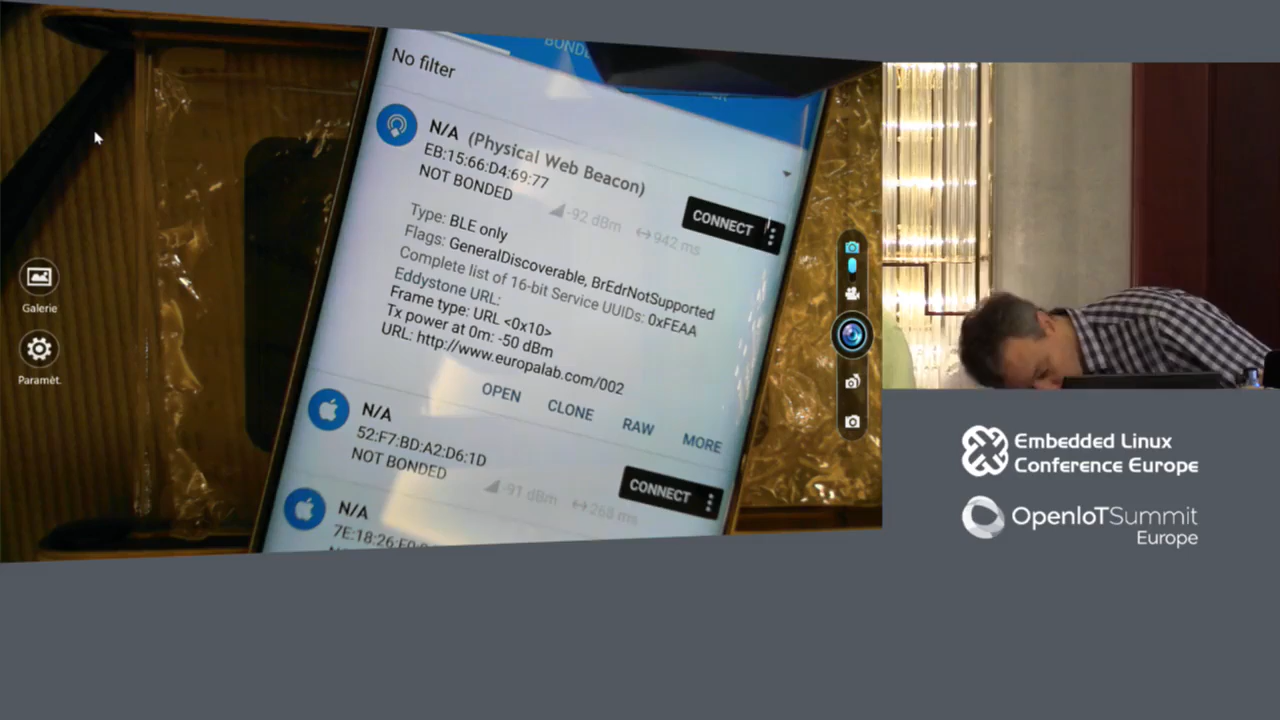 No filter
N/A (Physical Web Beacon)
EB:15:66:D4:69:77
NOT BONDED
-92 dBm
942 ms
CONNECT
Type: BLE only
Flags: GeneralDiscoverable, BrEdrNotSupported
Complete list of 16-bit Service UUIDs: 0xFEAA
Eddystone URL:
Frame type: URL <0x10>
Tx power at 0m: -50 dBm
URL: http://www.europalab.com/002
OPEN CLONE RAW MORE
N/A
52:F7:BD:A2:D6:1D
NOT BONDED
-91 dBm
268 ms
CONNECT
N/A
Galerie
Paramèt.
Embedded Linux
Conference Europe
OpenIoTSummit
Europe